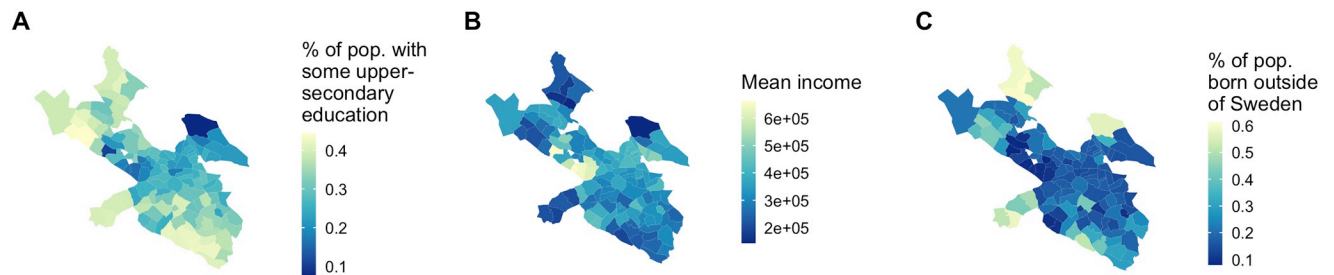 A
% of pop. with
some upper-
secondary
education
0.4
0.3
0.2
0.1
B
Mean income
6e+05
5e+05
4e+05
3e+05
2e+05
C
% of pop.
born outside
of Sweden
0.6
0.5
0.4
0.3
0.2
0.1